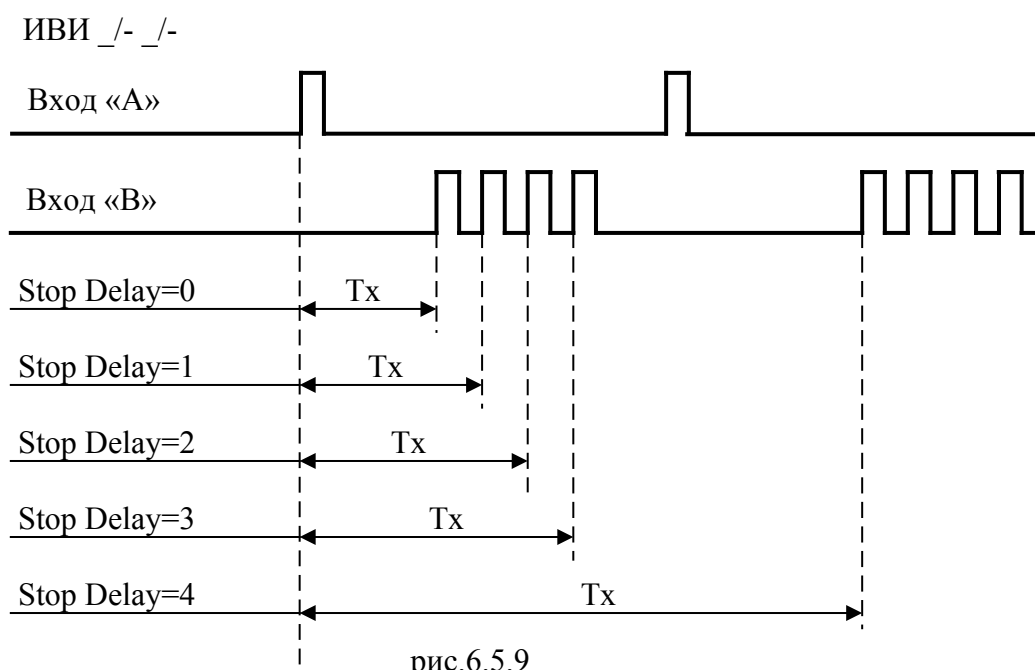 ИВИ _/- _/-
Вход «А»
Вход «В»
Stop Delay=0
Tx
Stop Delay=1
Tx
Stop Delay=2
Tx
Stop Delay=3
Tx
Stop Delay=4
Tx
рис.6.5.9